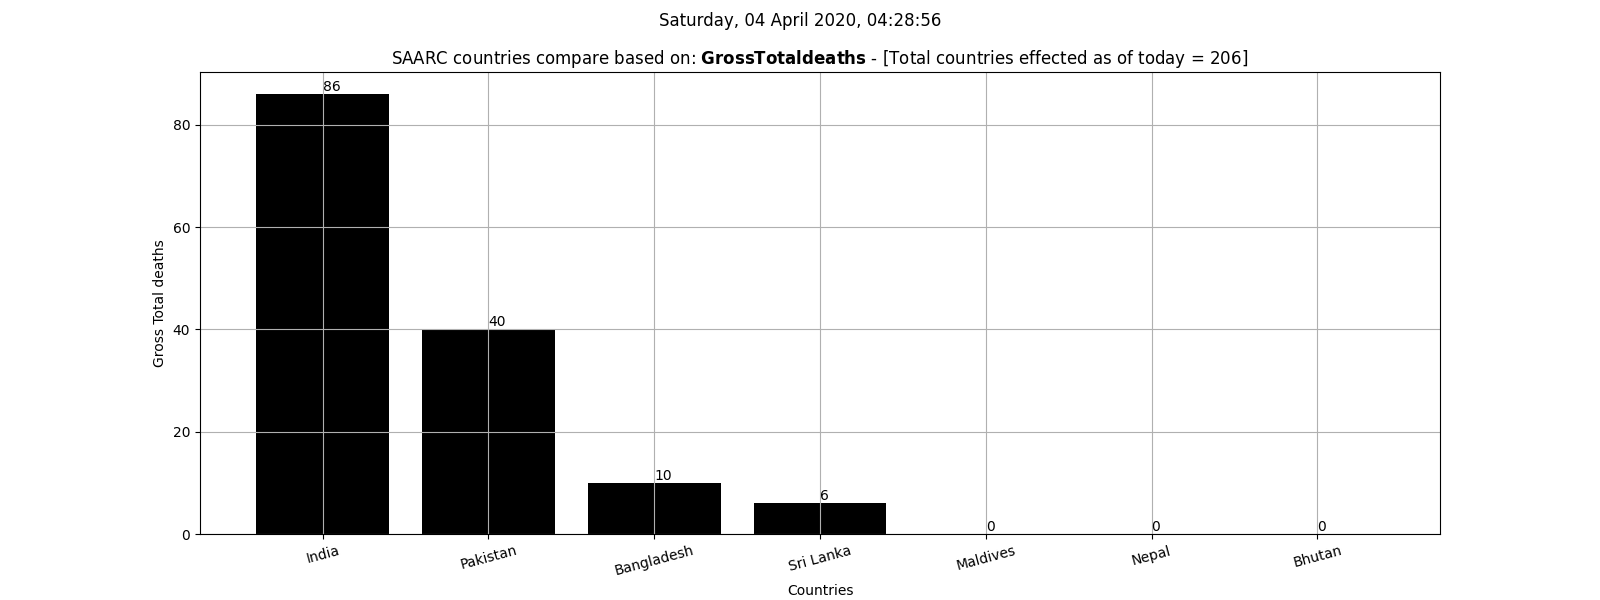 Saturday, 04 April 2020, 04:28:56
SAARC countries compare based on: GrossTotaldeaths - [Total countries effected as of today = 206]
Gross Total deaths
80
60
40
20
0
86
40
10
6
0
0
0
India
Pakistan
Bangladesh
Sri Lanka
Maldives
Nepal
Bhutan
Countries